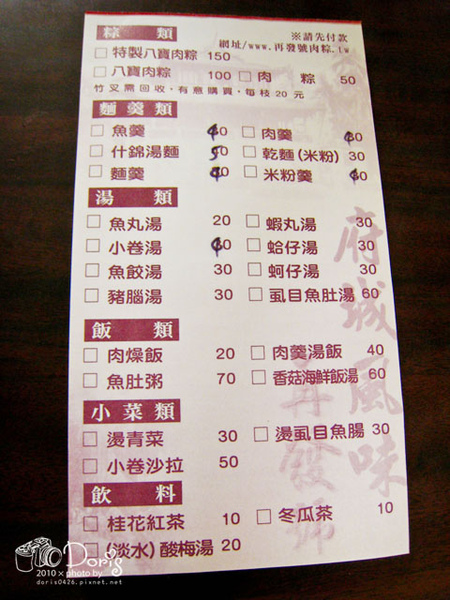 粽 類 ※請先付款
網址/www.再發號肉粽.tw
□ 特製八寶肉粽 150
□ 八寶肉粽 100 □ 肉 粽 50
竹叉需回收,有意購買,每枝 20 元
麵 羹 類
□ 魚羹 40 □ 肉羹 40
□ 什錦湯麵 50 □ 乾麵(米粉) 30
□ 麵羹 40 □ 米粉羹 40
湯 類
□ 魚丸湯 20 □ 蝦丸湯 30
□ 小卷湯 40 □ 蛤仔湯 30
□ 魚餃湯 30 □ 蚵仔湯 30
□ 豬腦湯 30 □ 虱目魚肚湯 60
飯 類
□ 肉燥飯 20 □ 肉羹湯飯 40
□ 魚肚粥 70 □ 香菇海鮮飯湯 60
小 菜 類
□ 燙青菜 30 □ 燙虱目魚腸 30
□ 小卷沙拉 50
飲 料
□ 桂花紅茶 10 □ 冬瓜茶 10
□ (淡水)酸梅湯 20
府城風味
再發號
Doris
2010 × photo by
doris0426.pixnet.net